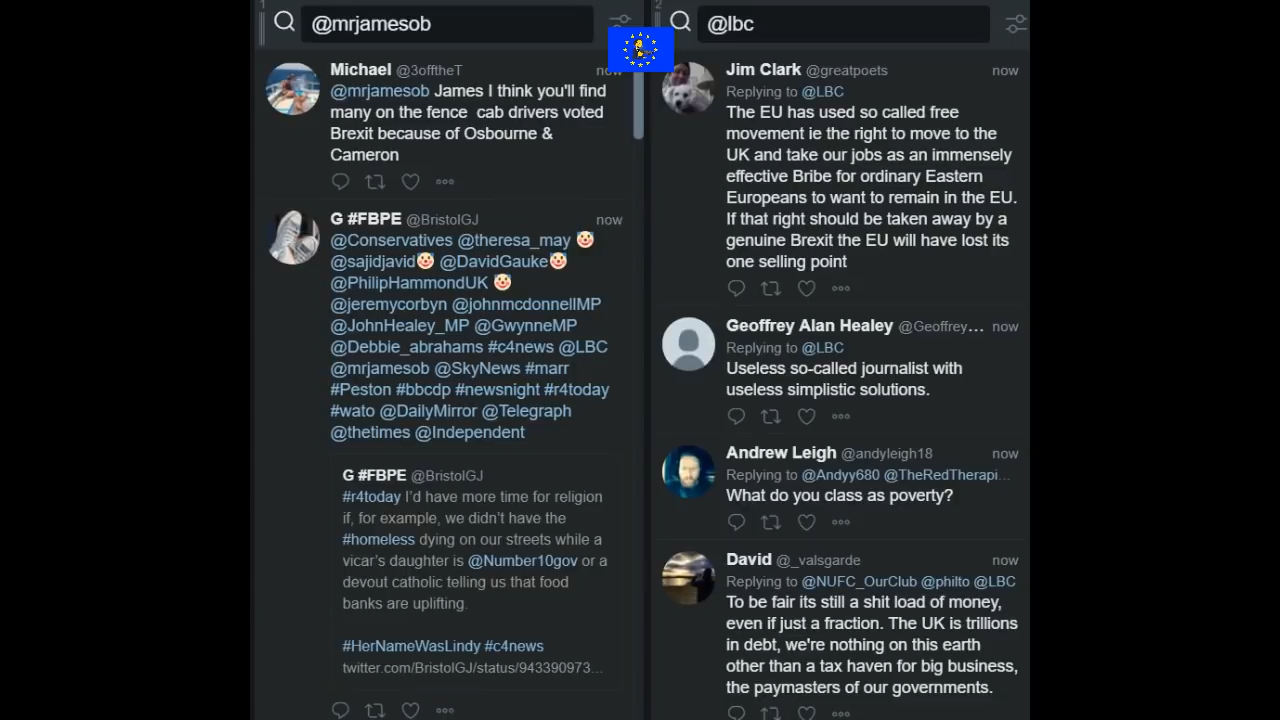 1
@mrjamesob
Michael @3offtheT now
@mrjamesob James I think you'll find
many on the fence cab drivers voted
Brexit because of Osbourne &
Cameron
G #FBPE @BristolGJ now
@Conservatives @theresa_may 🤡
@sajidjavid🤡 @DavidGauke🤡
@PhilipHammondUK 🤡
@jeremycorbyn @johnmcdonnellMP
@JohnHealey_MP @GwynneMP
@Debbie_abrahams #c4news @LBC
@mrjamesob @SkyNews #marr
#Peston #bbcdp #newsnight #r4today
#wato @DailyMirror @Telegraph
@thetimes @Independent
G #FBPE @BristolGJ
#r4today I'd have more time for religion
if, for example, we didn't have the
#homeless dying on our streets while a
vicar's daughter is @Number10gov or a
devout catholic telling us that food
banks are uplifting.
#HerNameWasLindy #c4news
twitter.com/BristolGJ/status/943390973...
2
@lbc
Jim Clark @greatpoets now
Replying to @LBC
The EU has used so called free
movement ie the right to move to the
UK and take our jobs as an immensely
effective Bribe for ordinary Eastern
Europeans to want to remain in the EU.
If that right should be taken away by a
genuine Brexit the EU will have lost its
one selling point
Geoffrey Alan Healey @Geoffrey... now
Replying to @LBC
Useless so-called journalist with
useless simplistic solutions.
Andrew Leigh @andyleigh18 now
Replying to @Andyy680 @TheRedTherapi...
What do you class as poverty?
David @_valsgarde now
Replying to @NUFC_OurClub @philto @LBC
To be fair its still a shit load of money,
even if just a fraction. The UK is trillions
in debt, we're nothing on this earth
other than a tax haven for big business,
the paymasters of our governments.